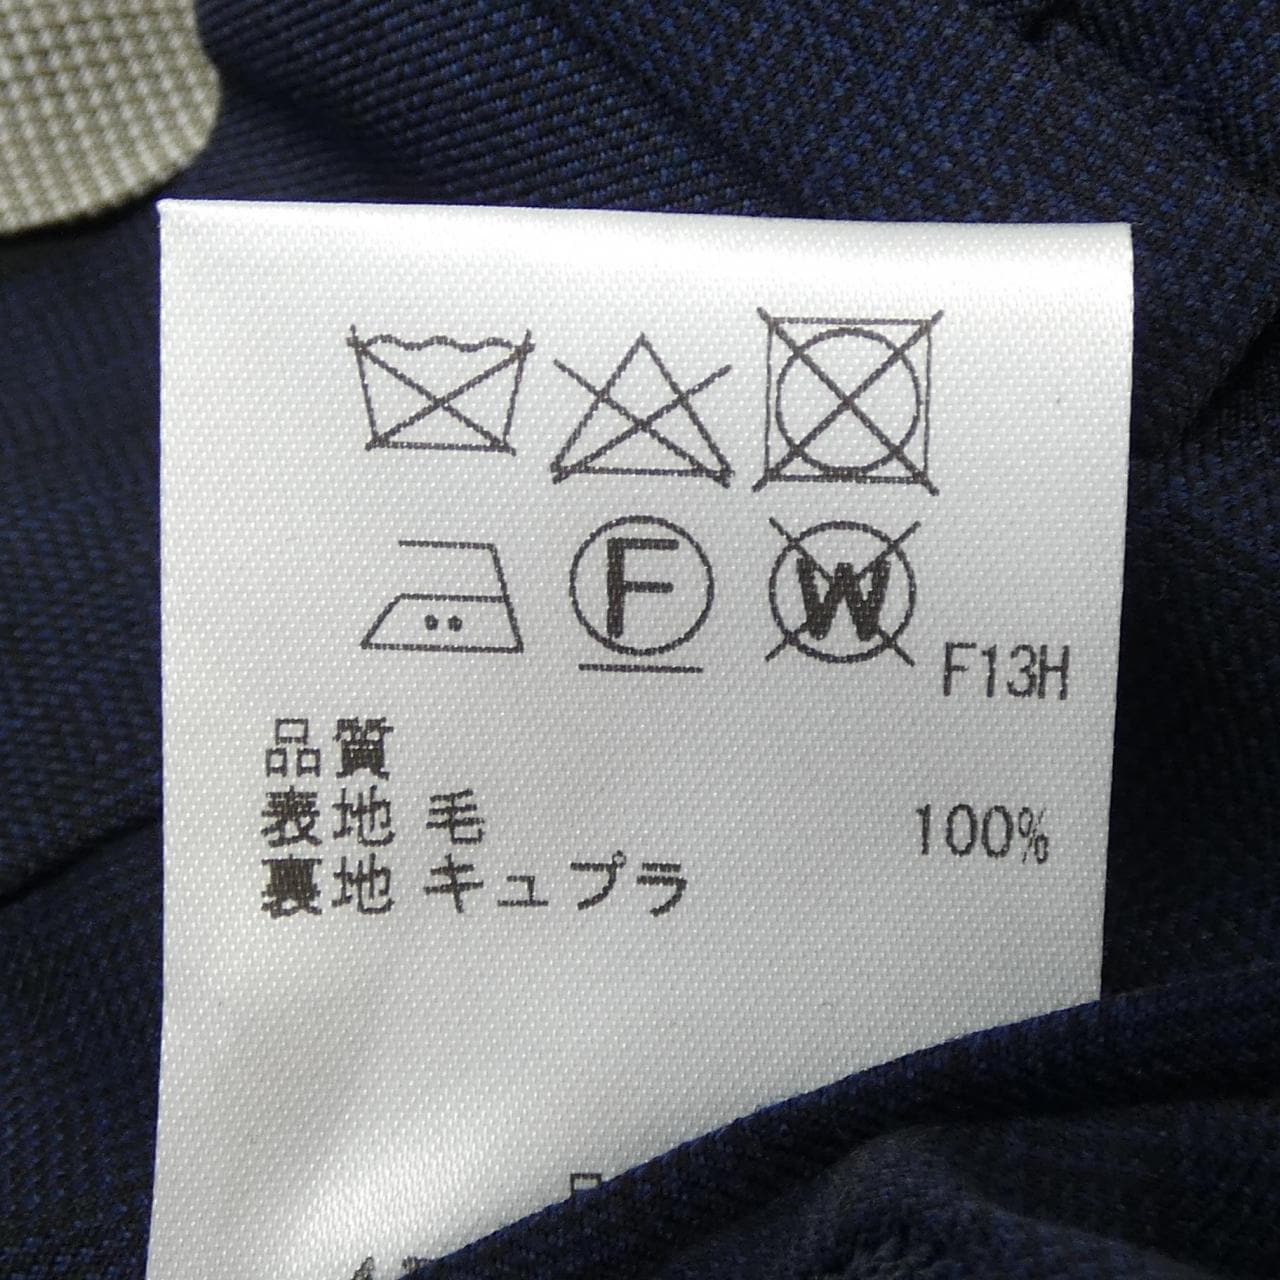 F
W
F13H
品質
表地 毛 100%
裏地 キュプラ